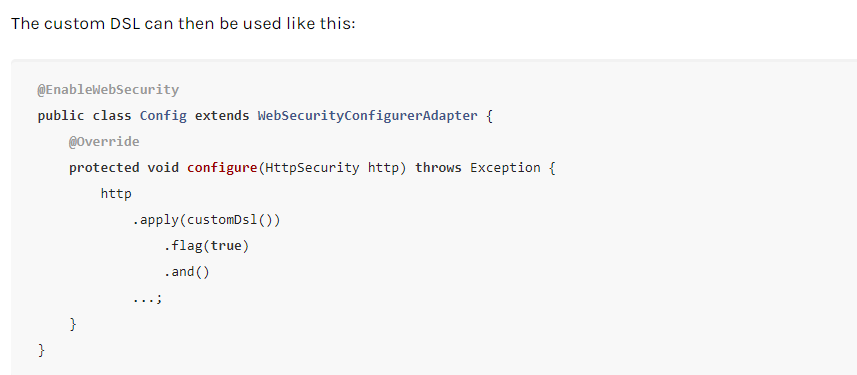 The custom DSL can then be used like this:
@EnableWebSecurity
public class Config extends WebSecurityConfigurerAdapter {
    @Override
    protected void configure(HttpSecurity http) throws Exception {
        http
            .apply(customDsl())
                .flag(true)
                .and()
            ...;
    }
}